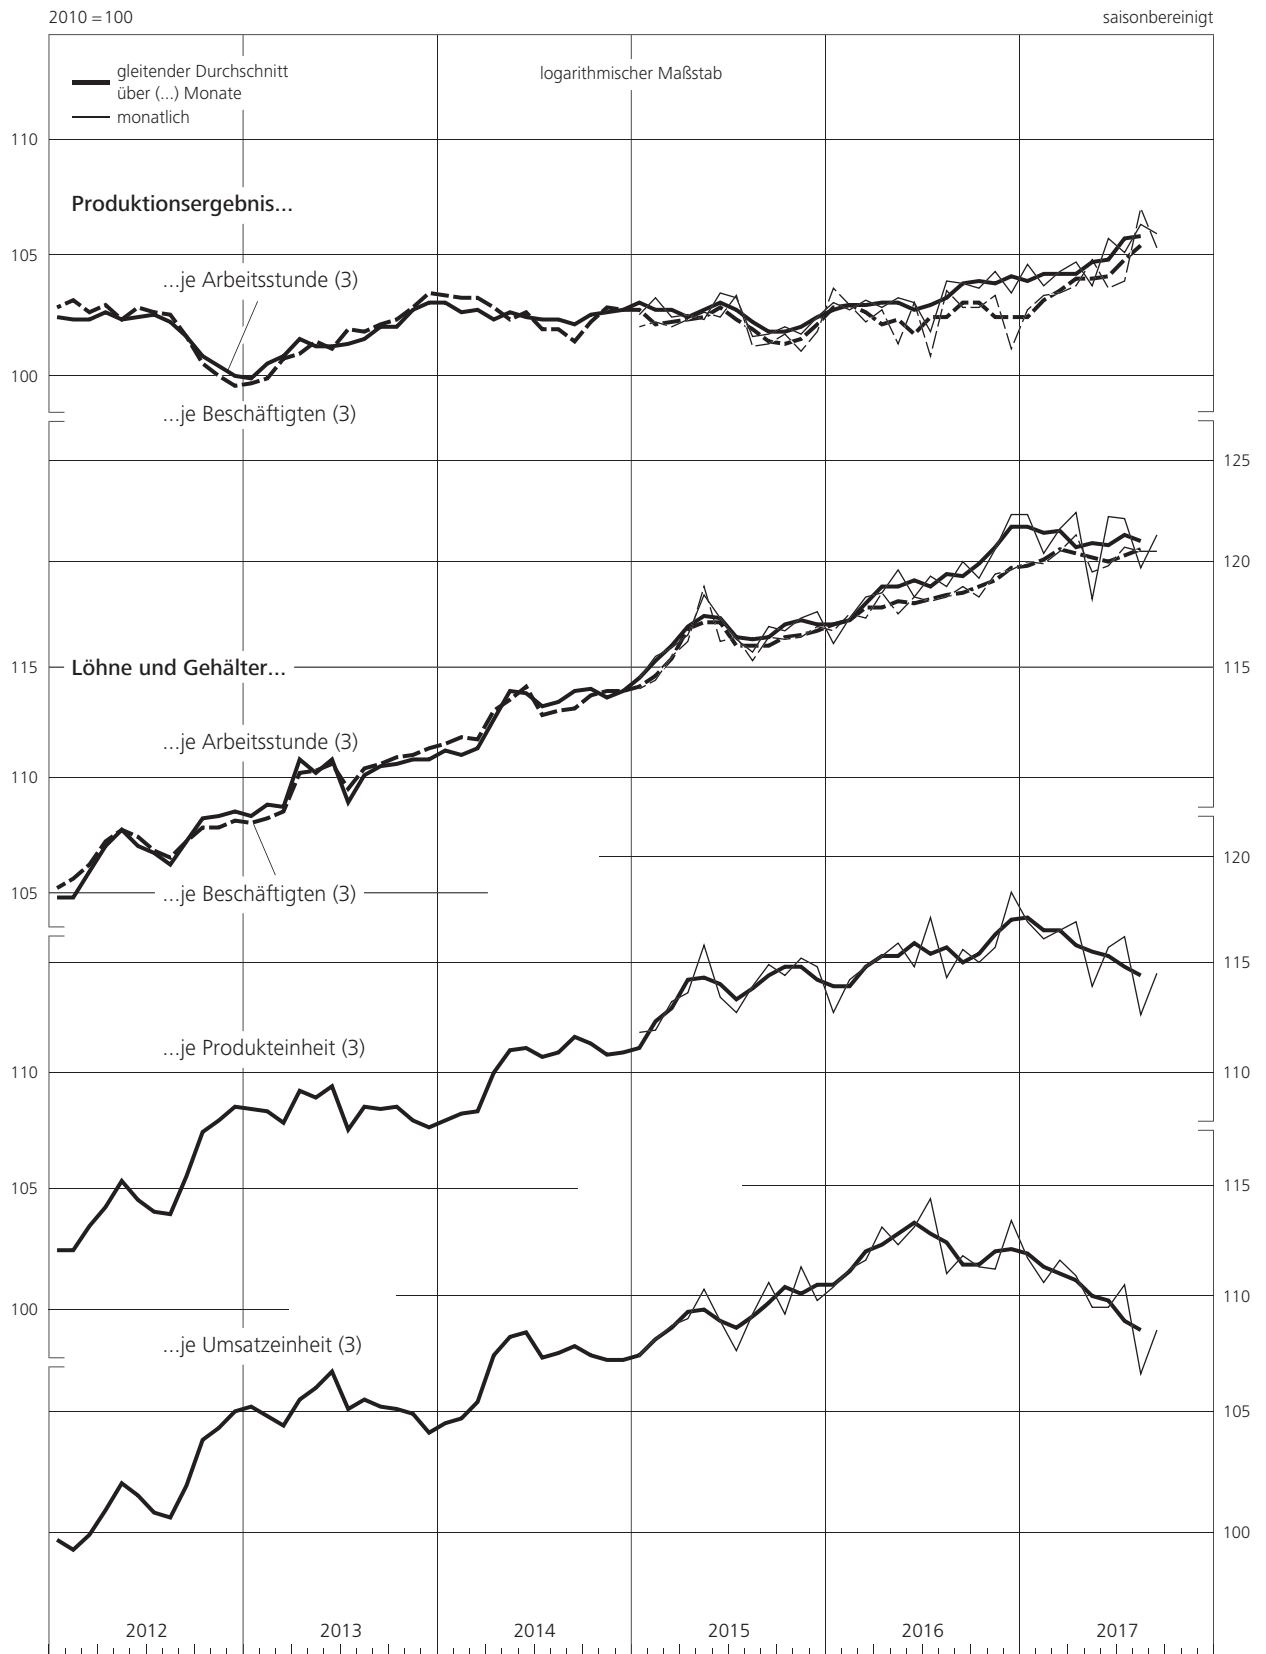 2010 = 100
saisonbereinigt
gleitender Durchschnitt
über (...) Monate
monatlich
logarithmischer Maßstab
110
Produktionsergebnis...
105
...je Arbeitsstunde (3)
100
...je Beschäftigten (3)
125
120
115
Löhne und Gehälter...
115
...je Arbeitsstunde (3)
110
120
105
...je Beschäftigten (3)
115
...je Produkteinheit (3)
110
110
105
115
100
110
...je Umsatzeinheit (3)
105
100
2012
2013
2014
2015
2016
2017